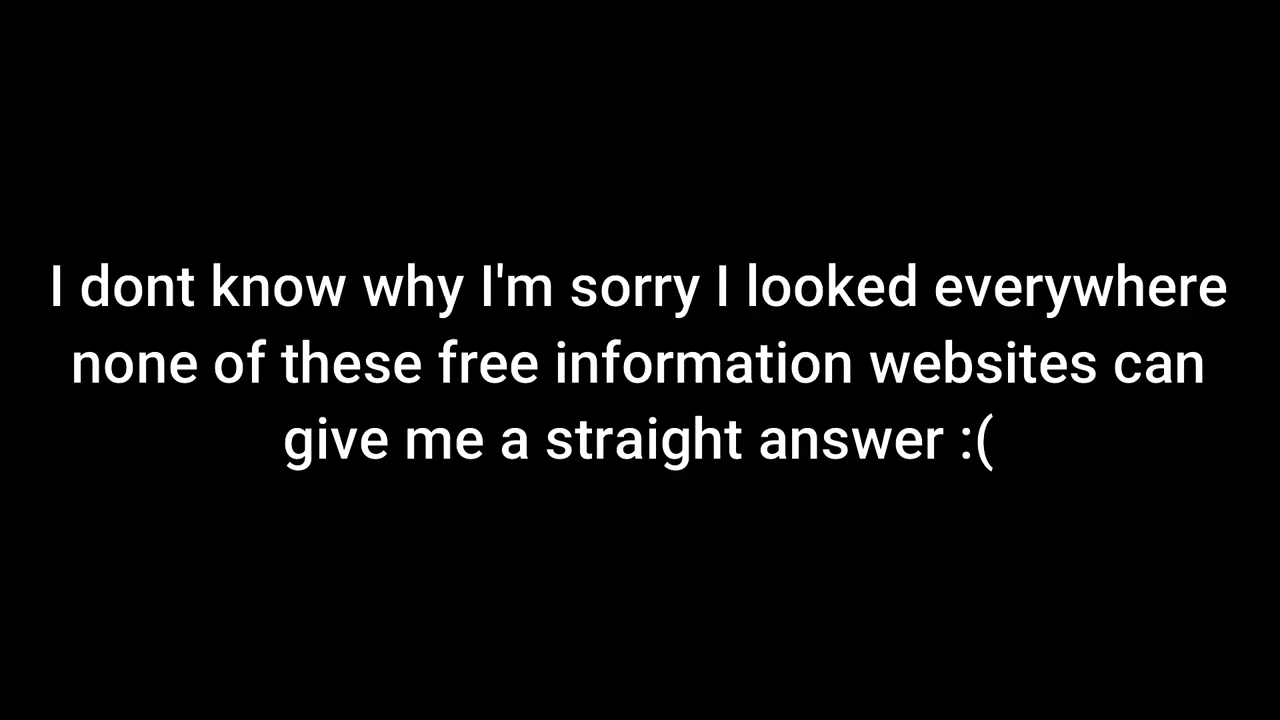 I dont know why I'm sorry I looked everywhere
none of these free information websites can
give me a straight answer :(